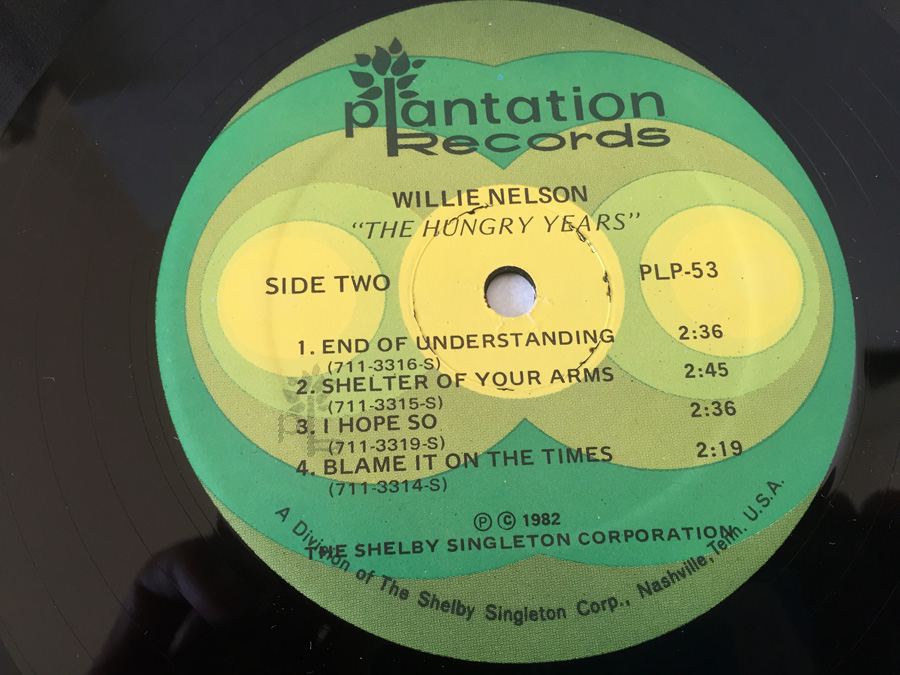 plantation
Records
WILLIE NELSON
“THE HUNGRY YEARS”
SIDE TWO
PLP-53
1. END OF UNDERSTANDING 2:36
(711-3316-S)
2. SHELTER OF YOUR ARMS 2:45
(711-3315-S)
3. I HOPE SO 2:36
(711-3319-S)
4. BLAME IT ON THE TIMES 2:19
(711-3314-S)
Ⓟ © 1982
THE SHELBY SINGLETON CORPORATION
A Division of The Shelby Singleton Corp., Nashville, Tenn. U.S.A.